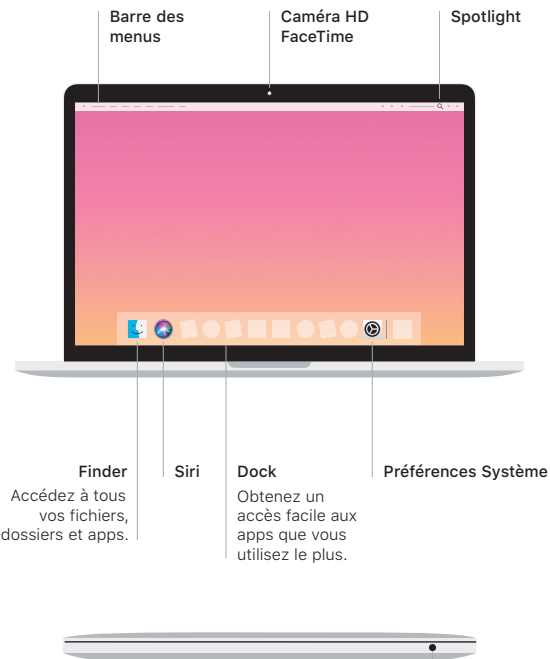 Barre des
menus
Caméra HD
FaceTime
Spotlight
Finder
Accédez à tous
vos fichiers,
dossiers et apps.
Siri
Dock
Obtenez un
accès facile aux
apps que vous
utilisez le plus.
Préférences Système